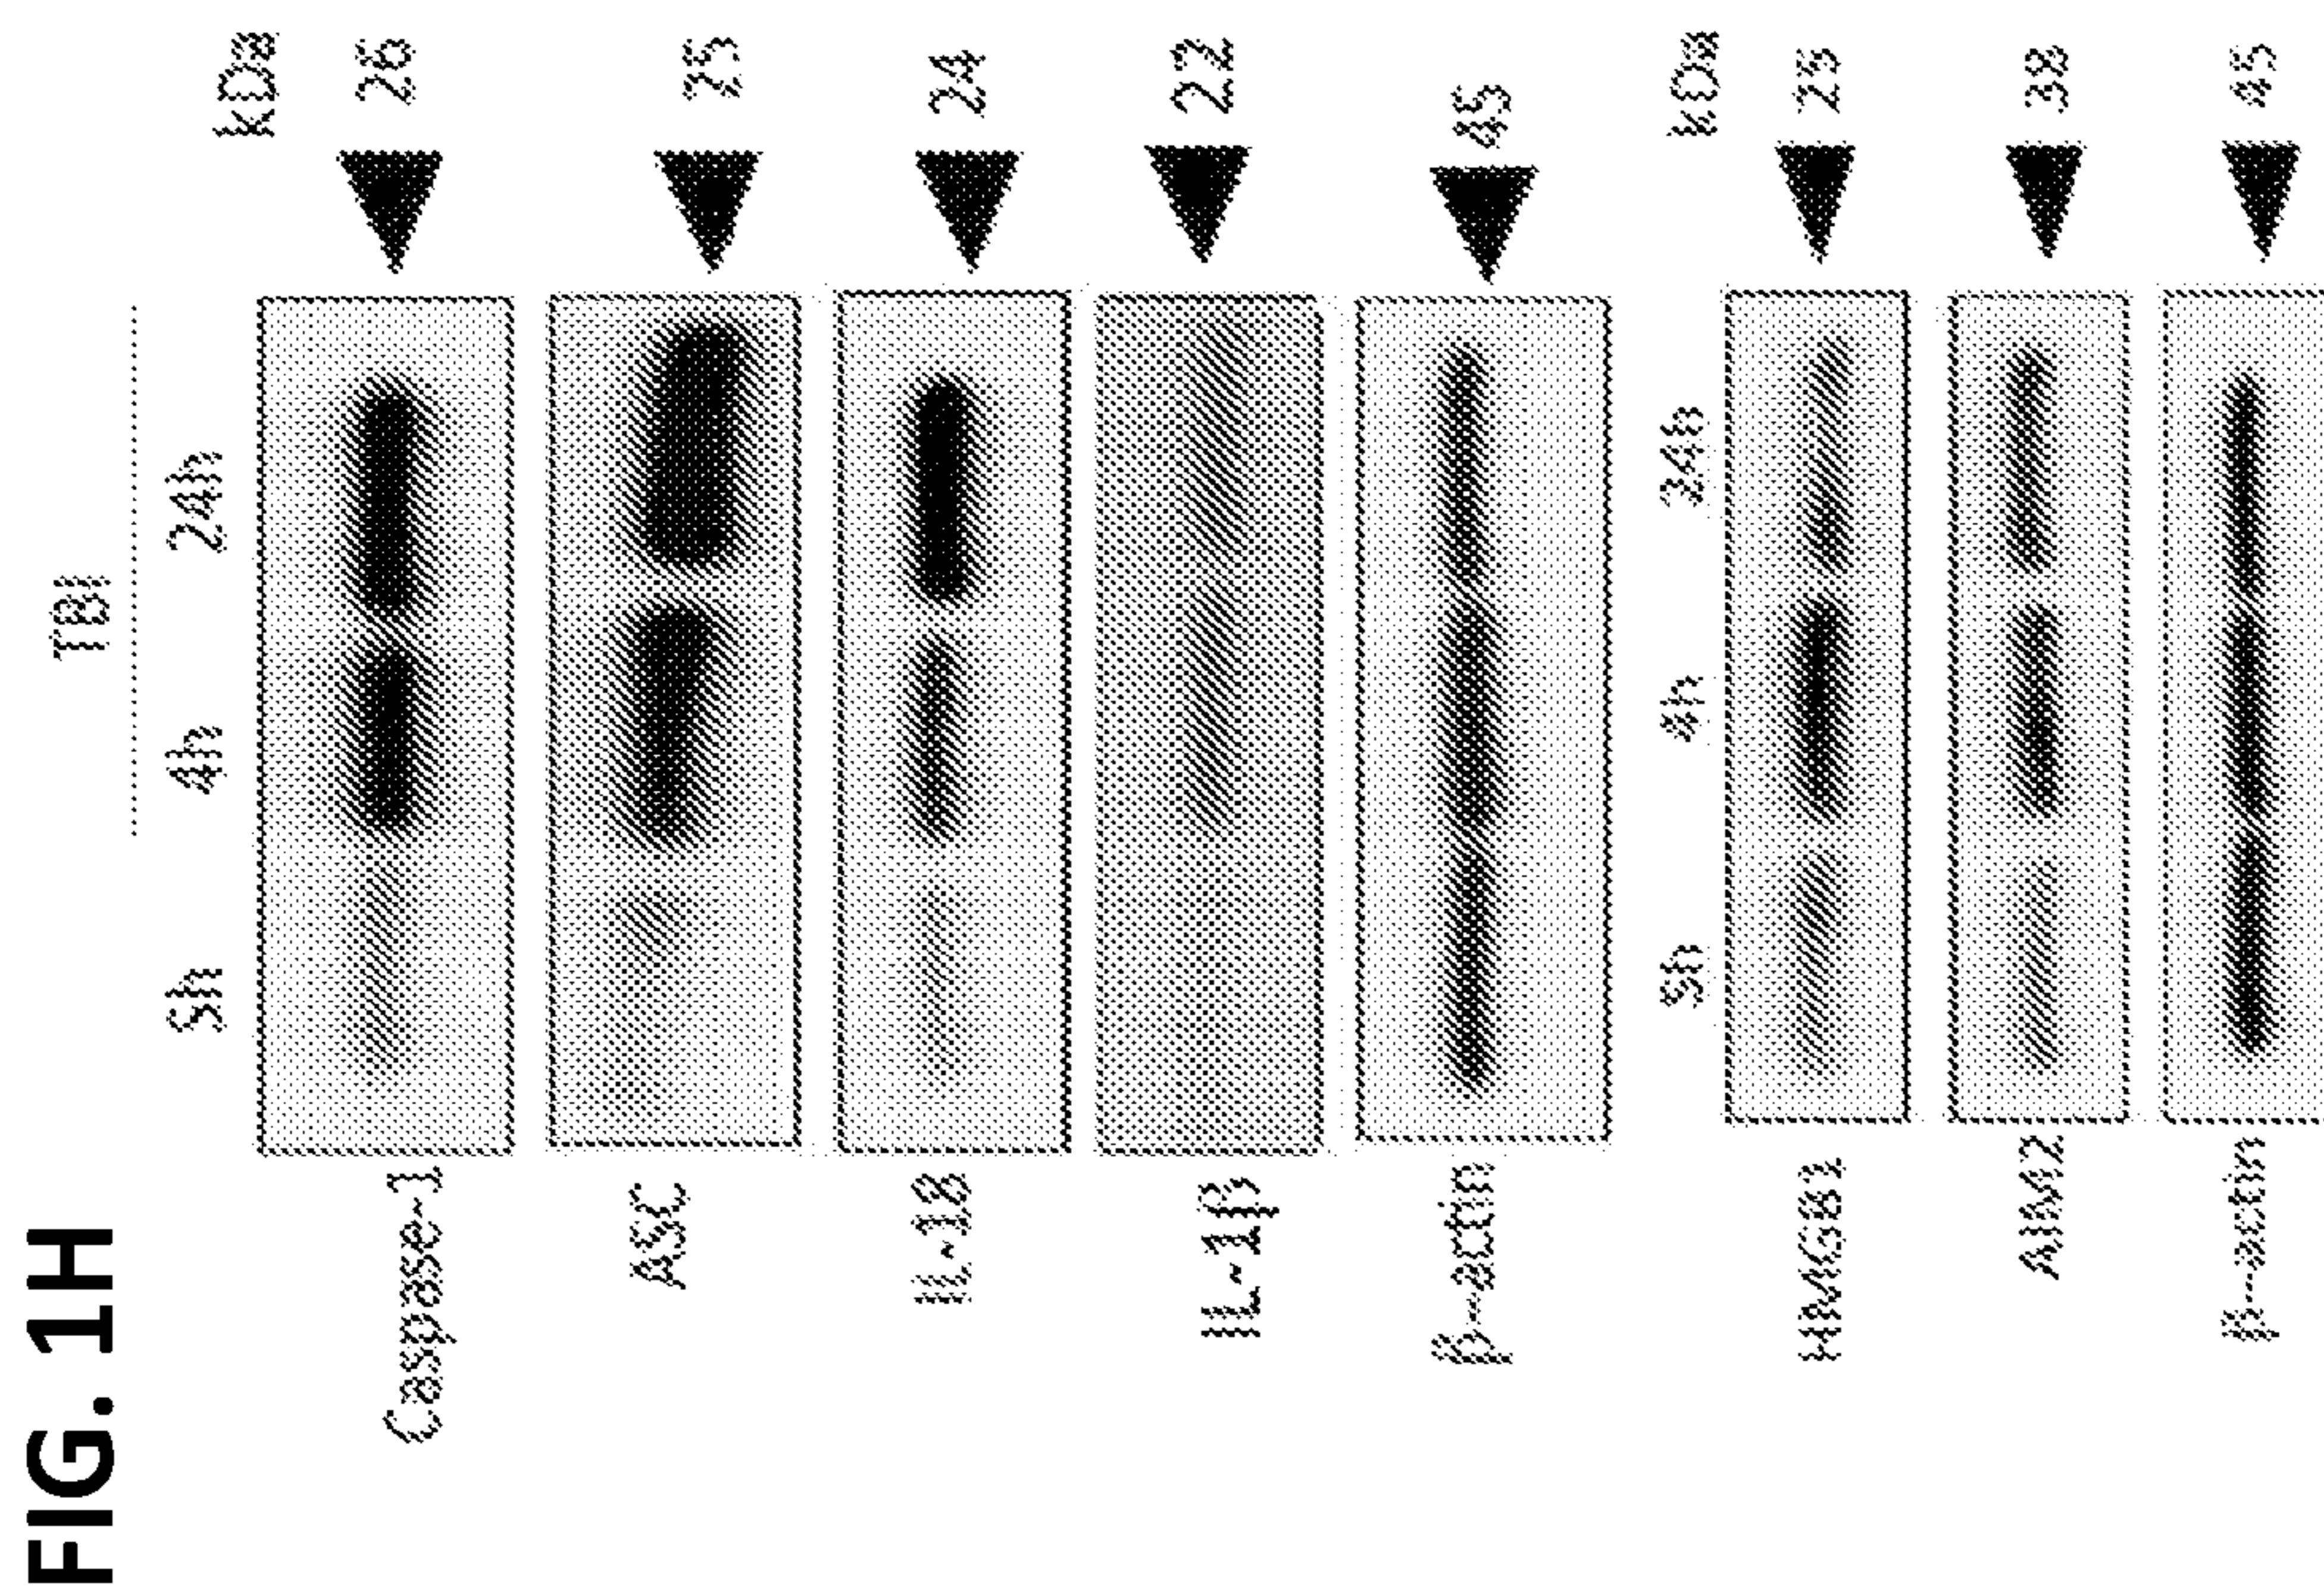 FIG. 1H
TBI
Sh 4h 24h kDa
Caspase-1 26
ASC 25
IL-18 24
IL-1β 22
β-actin 45
Sh 4h 24h kDa
HMGB1 25
AIM2 38
β-actin 45